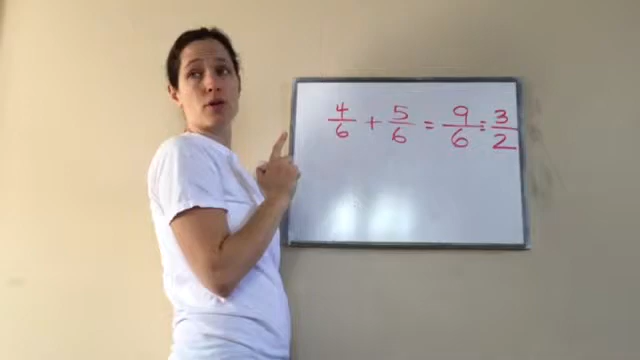 4/6 + 5/6 = 9/6 = 3/2